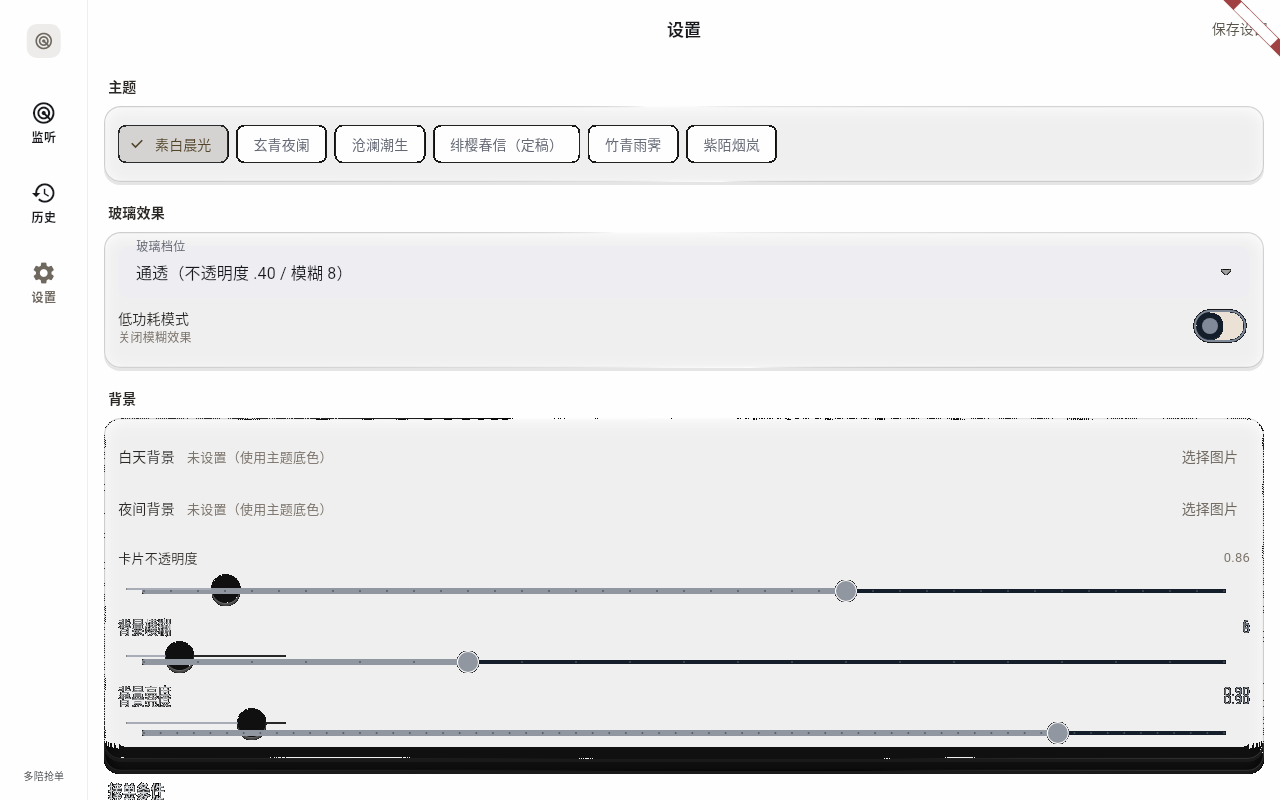 设置
主题
素白晨光 玄青夜阑 沧澜潮生 绯樱春信（定稿） 竹青雨霁 紫陌烟岚
玻璃效果
玻璃档位
通透（不透明度 .40 / 模糊 8）
低功耗模式
关闭模糊效果
背景
白天背景 未设置（使用主题底色） 选择图片
夜间背景 未设置（使用主题底色） 选择图片
卡片不透明度 0.86
监听
历史
设置
多陪抢单